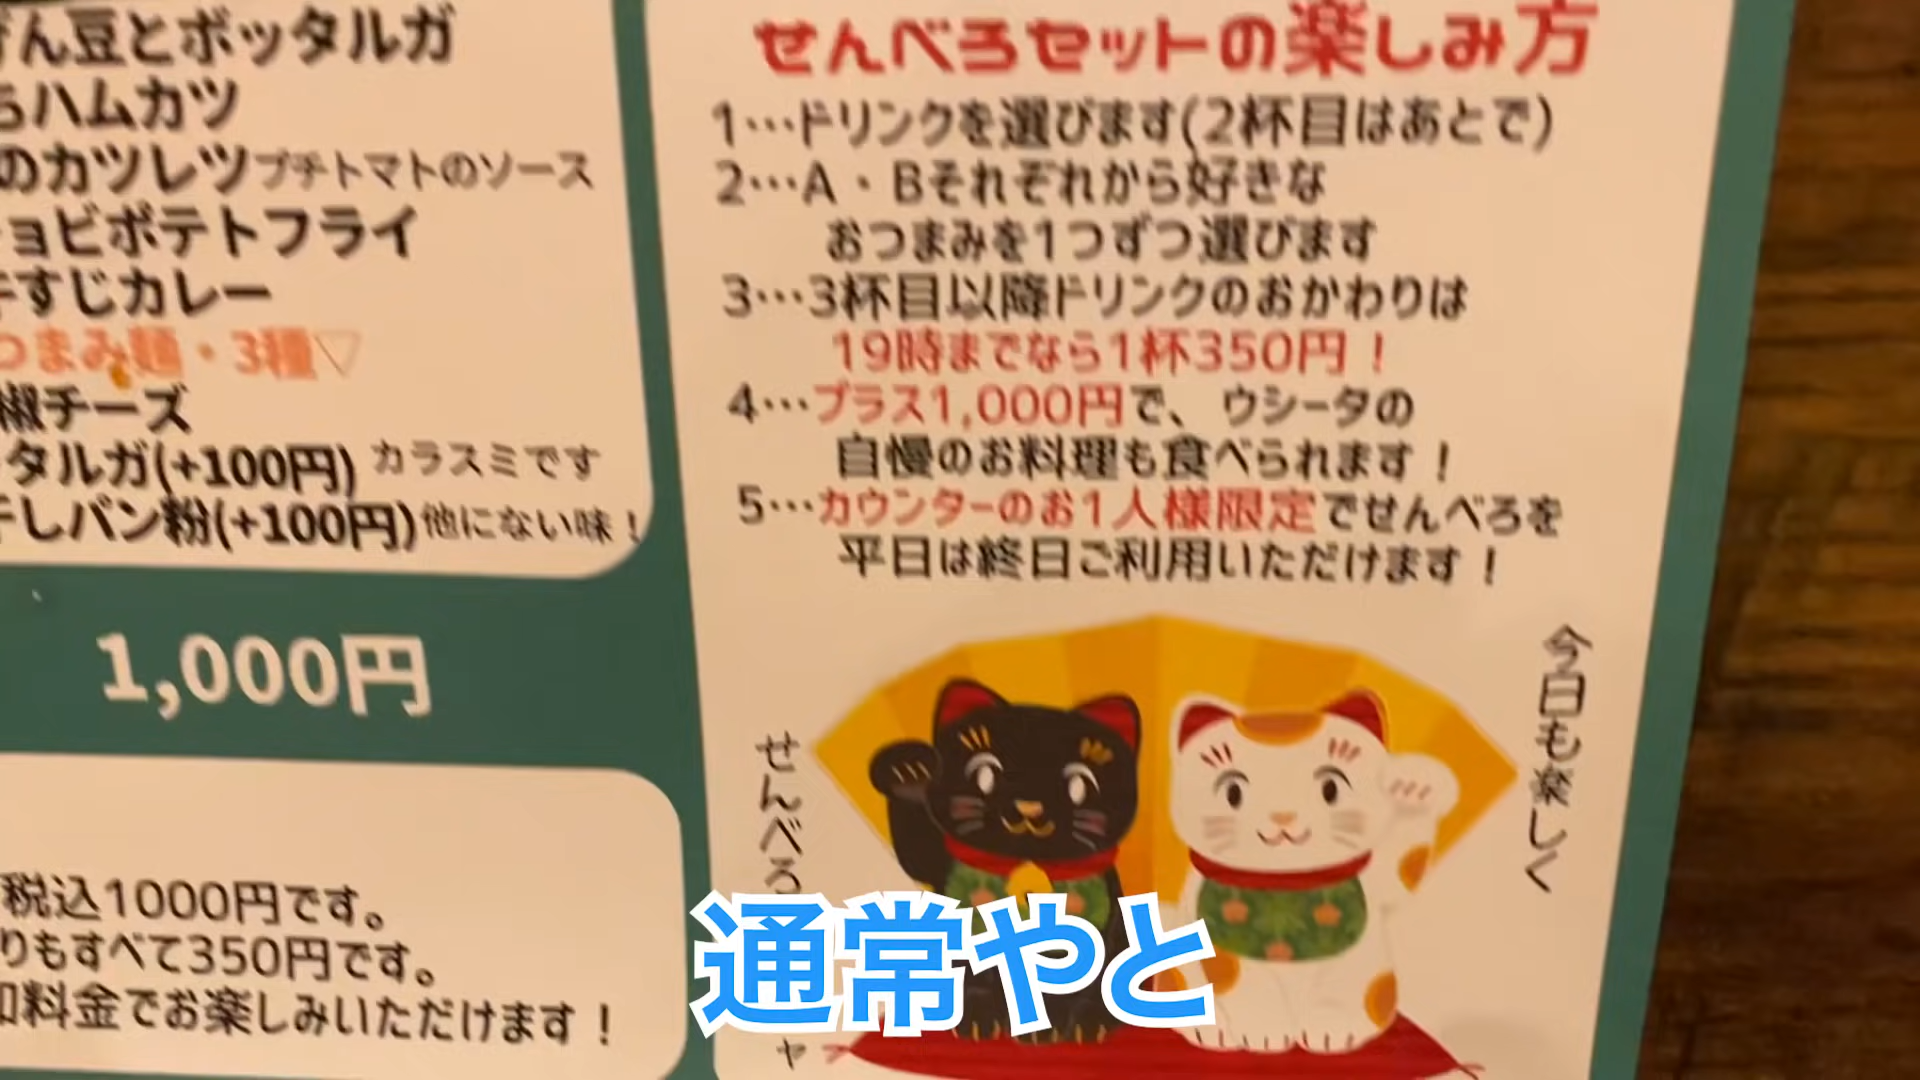 げん豆とボッタルガ
ハムカツ
のカツレツ プチトマトのソース
ョビポテトフライ
すじカレー
つまみ麺・3種▽
椒チーズ
タルガ(+100円) カラスミです
しパン粉(+100円) 他にない味！
1,000円
税込1000円です。
りもすべて350円です。
料金でお楽しみいただけます！
せんべろセットの楽しみ方
1…ドリンクを選びます(2杯目はあとで)
2…A・Bそれぞれから好きな
おつまみを1つずつ選びます
3…3杯目以降ドリンクのおかわりは
19時までなら1杯350円！
4…プラス1,000円で、ウシータの
自慢のお料理も食べられます！
5…カウンターのお1人様限定でせんべろを
平日は終日ご利用いただけます！
今日も楽しく
せんべろ
ャ
通常やと